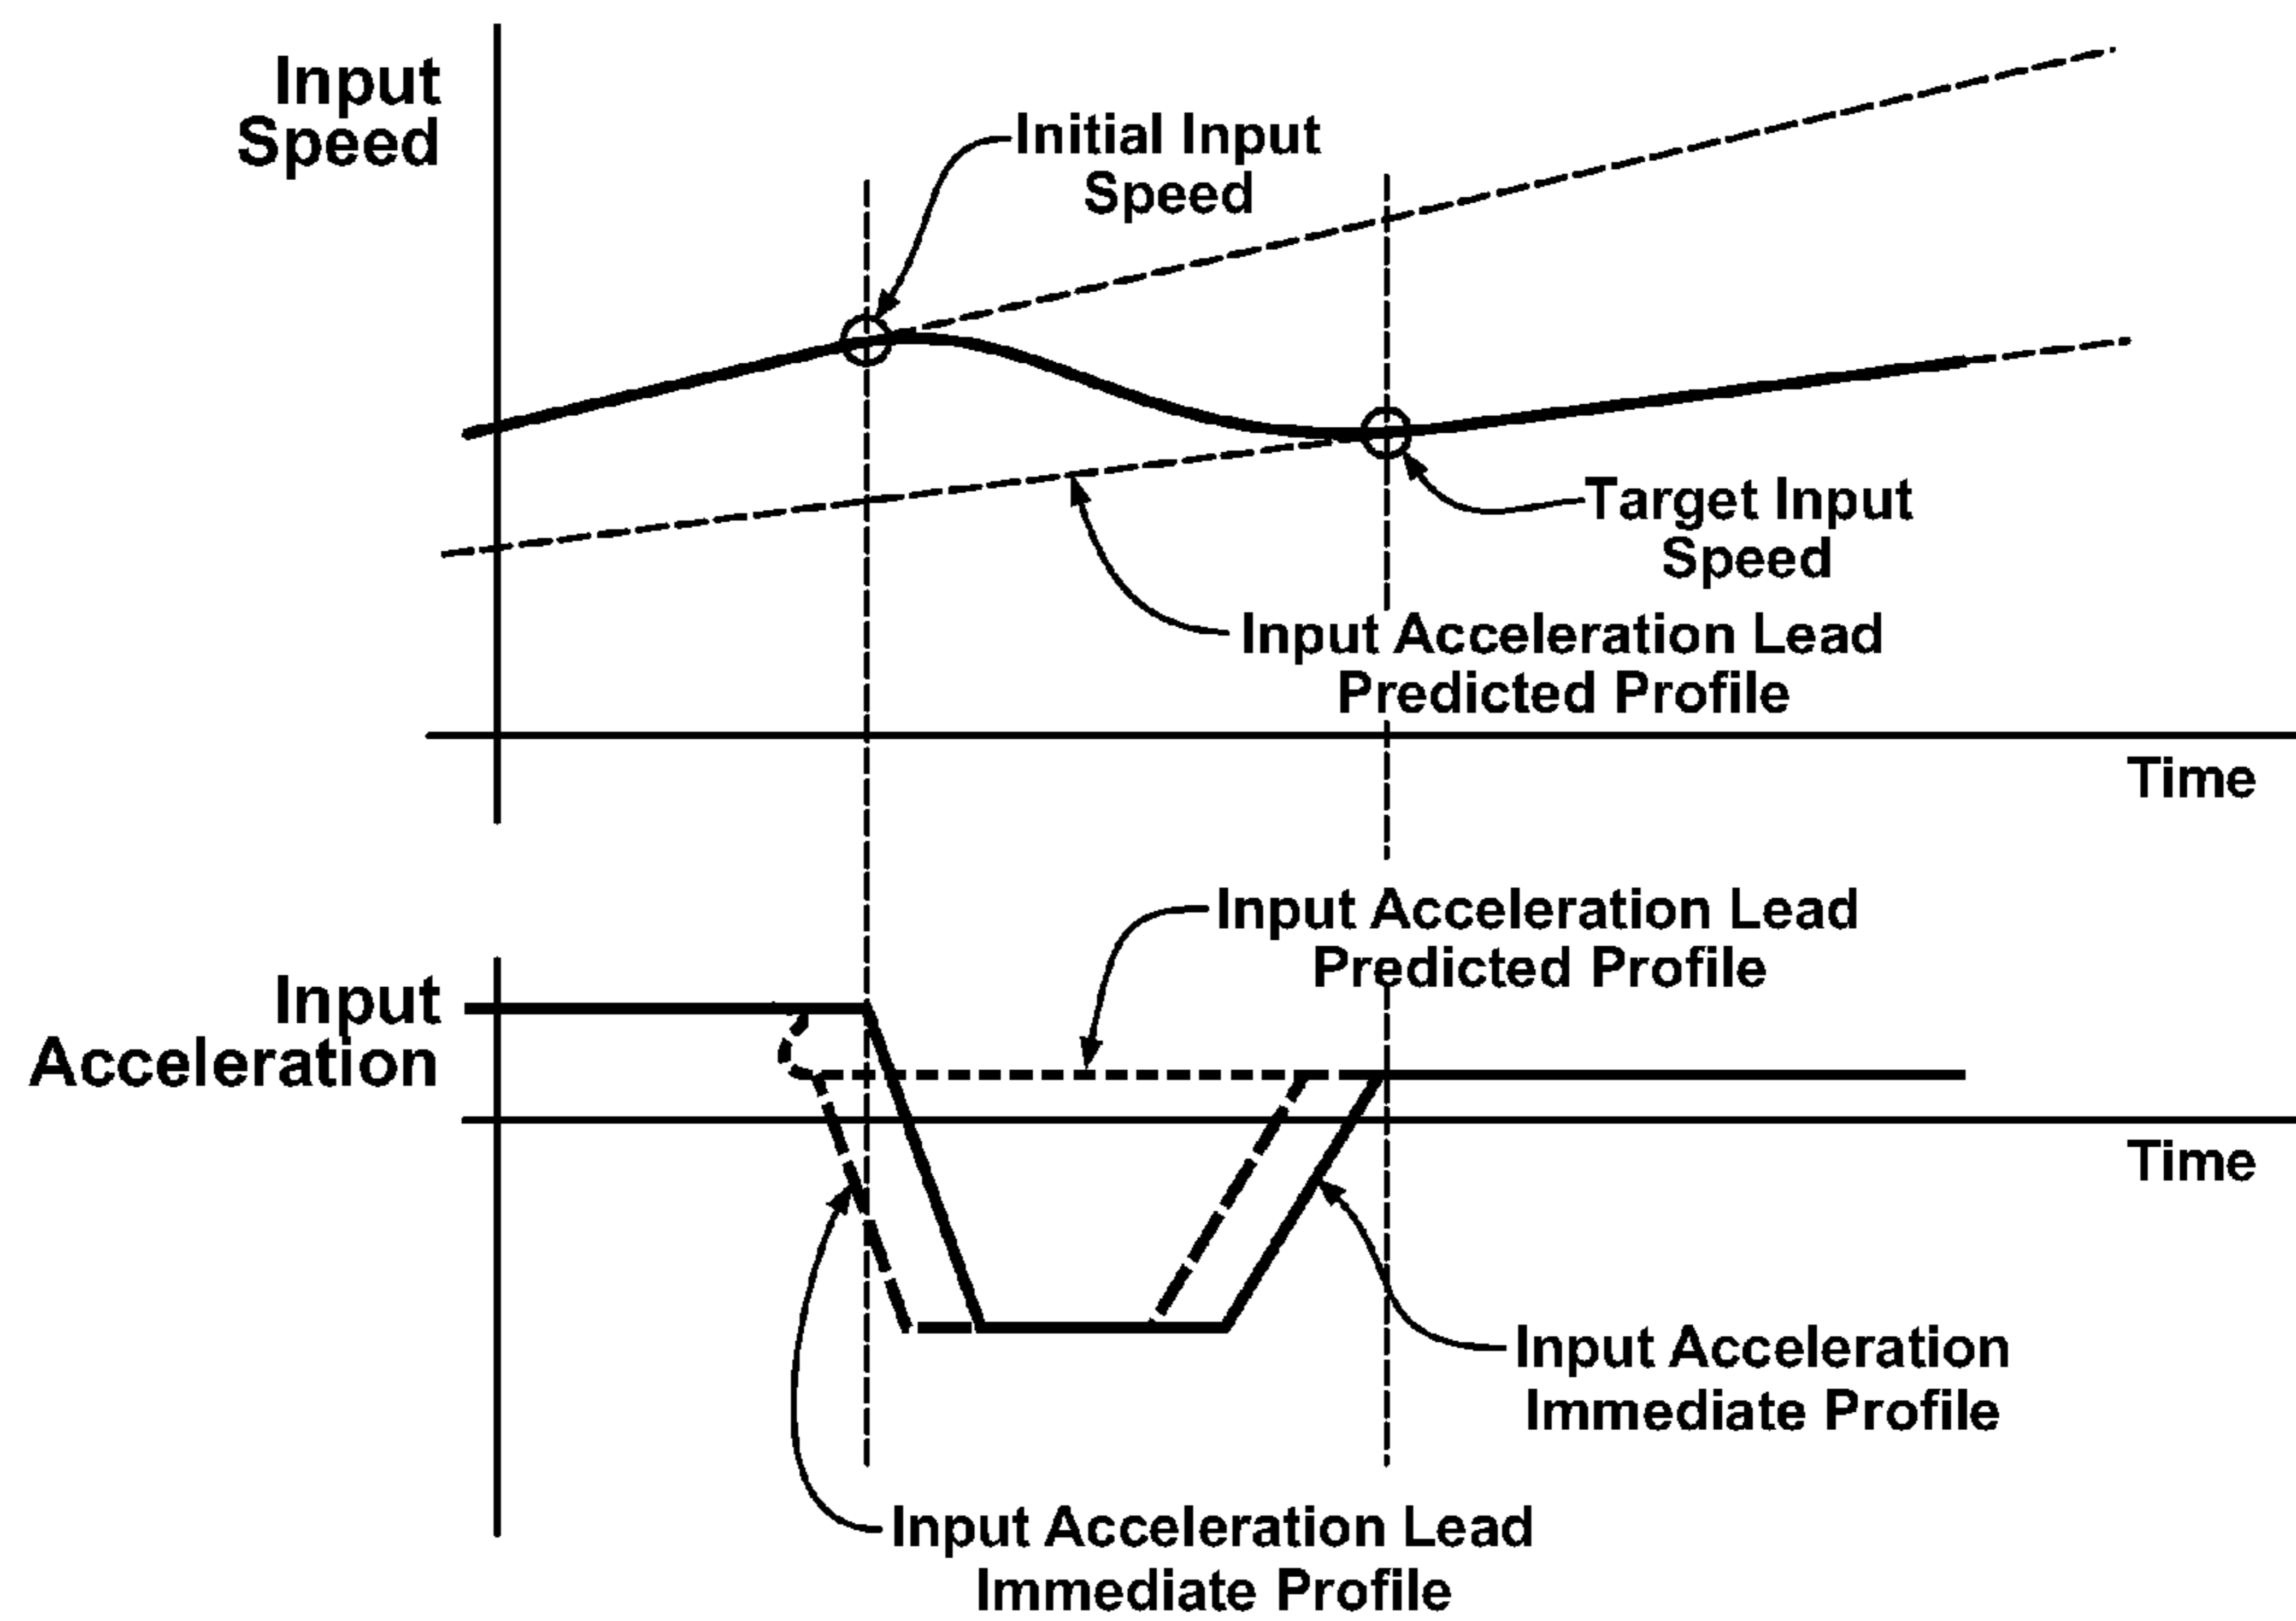 Input
Speed
Initial Input
Speed
Target Input
Speed
Input Acceleration Lead
Predicted Profile
Time
Input Acceleration Lead
Predicted Profile
Input
Acceleration
Time
Input Acceleration
Immediate Profile
Input Acceleration Lead
Immediate Profile